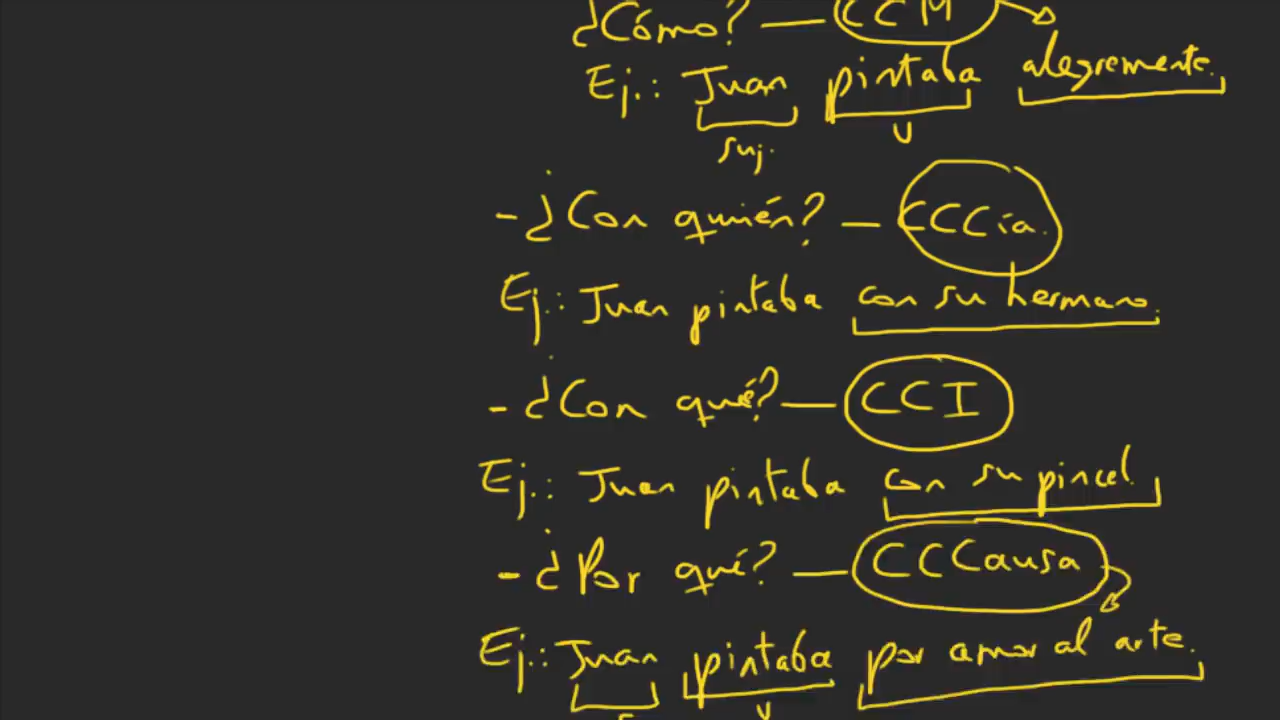 ¿Cómo? — CCM
Ej.: Juan pintaba alegremente.
suj. v
- ¿Con quién? — CCCía.
Ej.: Juan pintaba con su hermano.
- ¿Con qué? — CCI
Ej.: Juan pintaba con su pincel.
- ¿Por qué? — CCCausa
Ej.: Juan pintaba por amor al arte.
s v